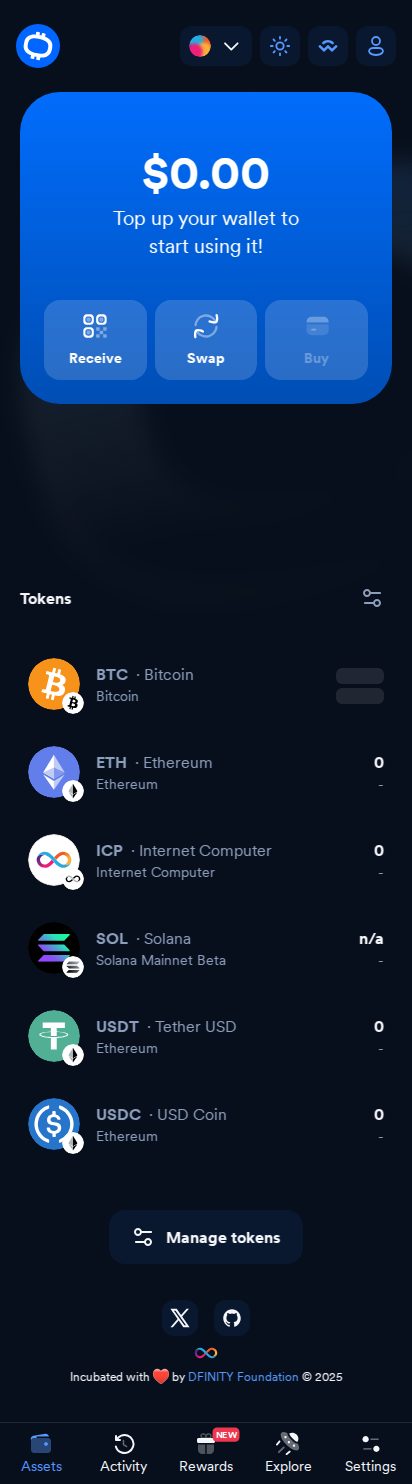 $0.00
Top up your wallet to
start using it!
Receive
Swap
Buy
Tokens
BTC · Bitcoin
Bitcoin
ETH · Ethereum
0
Ethereum
-
ICP · Internet Computer
0
Internet Computer
-
SOL · Solana
n/a
Solana Mainnet Beta
-
USDT · Tether USD
0
Ethereum
-
USDC · USD Coin
0
Ethereum
-
Manage tokens
Incubated with ❤️ by DFINITY Foundation © 2025
NEW
Assets
Activity
Rewards
Explore
Settings